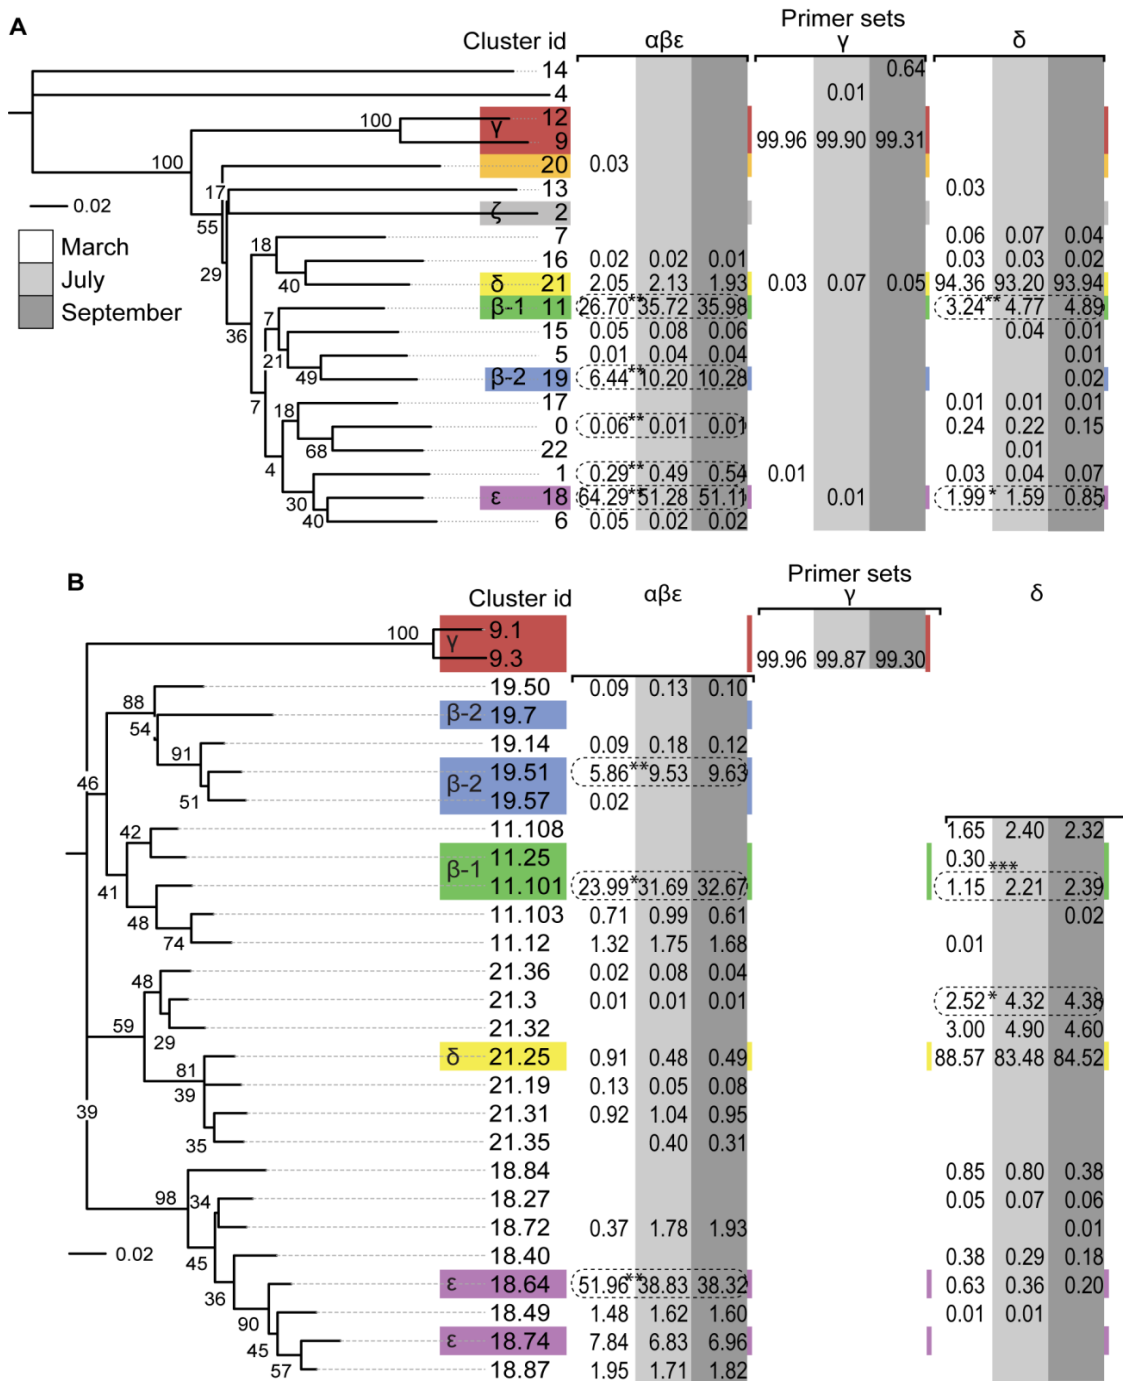 A
Primer sets
Cluster id αβε γ δ
14 0.64
4 0.01
100 γ 12
9 99.96 99.90 99.31
100
20 0.03
17 13 0.03
0.02 ζ 2
55
March
7 0.06 0.07 0.04
18
July 29 16 0.02 0.02 0.01 0.03 0.03 0.02
40 δ 21 2.05 2.13 1.93 0.03 0.07 0.05 94.36 93.20 93.94
September β-1 11 26.70 ** 35.72 35.98 3.24 ** 4.77 4.89
7
36 15 0.05 0.08 0.06 0.04 0.01
21 5 0.01 0.04 0.04 0.01
49 β-2 19 6.44 ** 10.20 10.28 0.02
7 17 0.01 0.01 0.01
18 0 0.06 ** 0.01 0.01 0.24 0.22 0.15
68 22 0.01
4 1 0.29 ** 0.49 0.54 0.01 0.03 0.04 0.07
30 ε 18 64.29 ** 51.28 51.11 0.01 1.99 * 1.59 0.85
40 6 0.05 0.02 0.02
B
Primer sets
Cluster id αβε γ δ
100 γ 9.1
9.3 99.96 99.87 99.30
19.50 0.09 0.13 0.10
88
54 β-2 19.7
91 19.14 0.09 0.18 0.12
46 β-2 19.51 5.86 ** 9.53 9.63
51 19.57 0.02
42 11.108 1.65 2.40 2.32
β-1 11.25 0.30
***
41 11.101 23.99 * 31.69 32.67 1.15 2.21 2.39
48 11.103 0.71 0.99 0.61 0.02
74 11.12 1.32 1.75 1.68 0.01
48 21.36 0.02 0.08 0.04
21.3 0.01 0.01 0.01 2.52 * 4.32 4.38
59 29 21.32 3.00 4.90 4.60
81 δ 21.25 0.91 0.48 0.49 88.57 83.48 84.52
39 21.19 0.13 0.05 0.08
39 21.31 0.92 1.04 0.95
35 21.35 0.40 0.31
18.84 0.85 0.80 0.38
98 34 18.27 0.05 0.07 0.06
18.72 0.37 1.78 1.93 0.01
0.02 45 18.40 0.38 0.29 0.18
36 ε 18.64 51.96 ** 38.83 38.32 0.63 0.36 0.20
90 18.49 1.48 1.62 1.60 0.01 0.01
45 ε 18.74 7.84 6.83 6.96
57 18.87 1.95 1.71 1.82